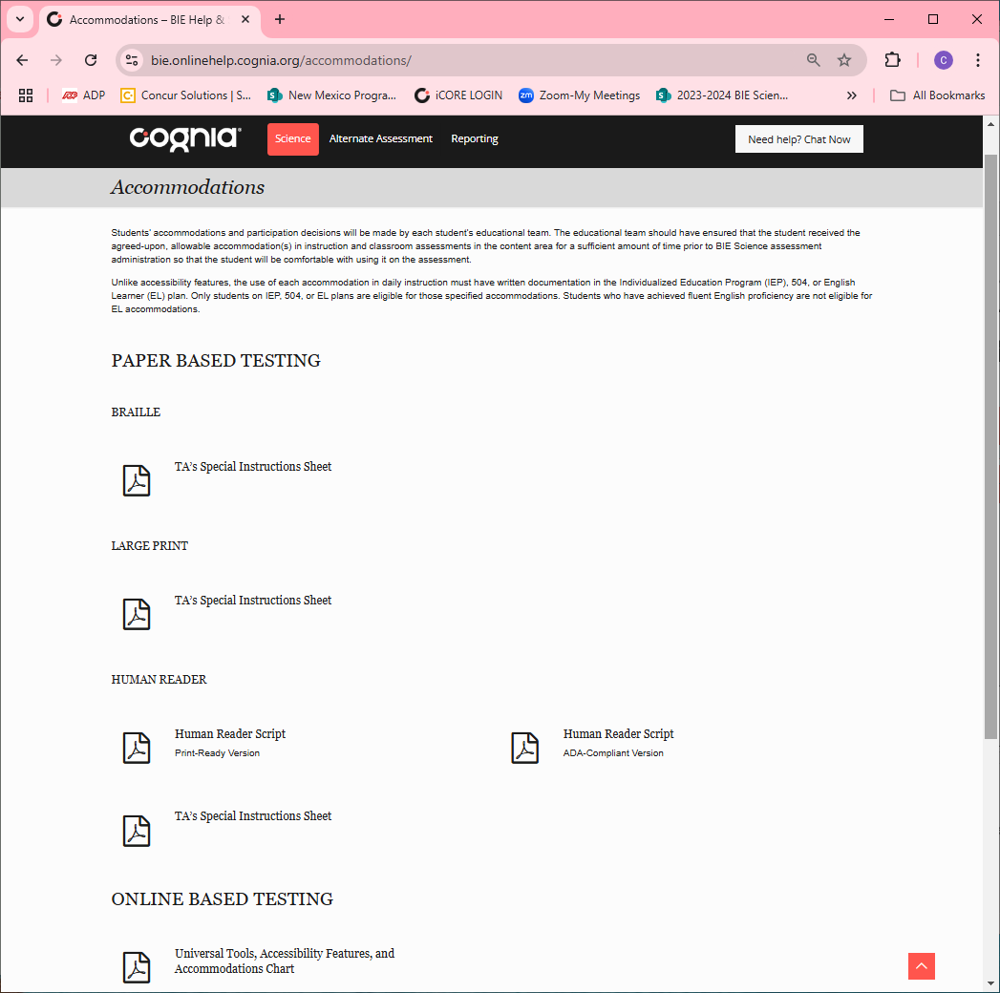 Accommodations – BIE Help &
bie.onlinehelp.cognia.org/accommodations/
C
ADP
Concur Solutions | S...
New Mexico Progra...
iCORE LOGIN
zm Zoom-My Meetings
2023-2024 BIE Scien...
All Bookmarks
cognia
Science
Alternate Assessment
Reporting
Need help? Chat Now
Accommodations
Students' accommodations and participation decisions will be made by each student's educational team. The educational team should have ensured that the student received the
agreed-upon, allowable accommodation(s) in instruction and classroom assessments in the content area for a sufficient amount of time prior to BIE Science assessment
administration so that the student will be comfortable with using it on the assessment.
Unlike accessibility features, the use of each accommodation in daily instruction must have written documentation in the Individualized Education Program (IEP), 504, or English
Learner (EL) plan. Only students on IEP, 504, or EL plans are eligible for those specified accommodations. Students who have achieved fluent English proficiency are not eligible for
EL accommodations.
PAPER BASED TESTING
BRAILLE
TA's Special Instructions Sheet
LARGE PRINT
TA's Special Instructions Sheet
HUMAN READER
Human Reader Script
Print-Ready Version
Human Reader Script
ADA-Compliant Version
TA's Special Instructions Sheet
ONLINE BASED TESTING
Universal Tools, Accessibility Features, and
Accommodations Chart